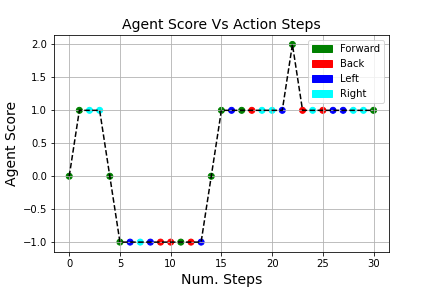 Agent Score Vs Action Steps
2.0
1.5
1.0
0.5
0.0
−0.5
−1.0
Agent Score
Forward
Back
Left
Right
0 5 10 15 20 25 30
Num. Steps